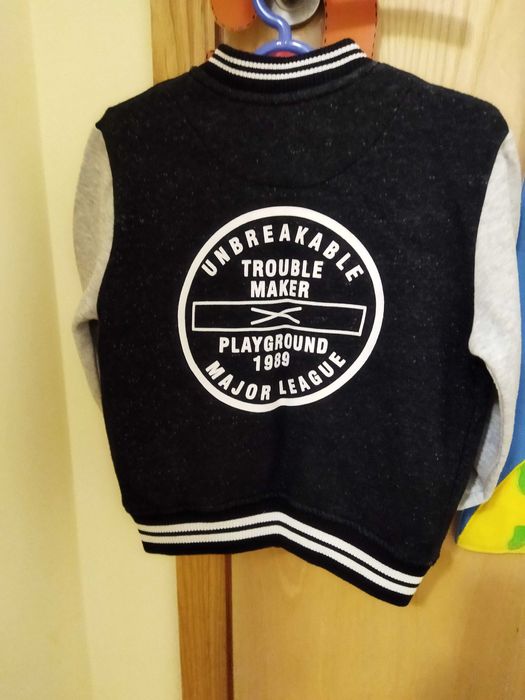 UNBREAKABLE
TROUBLE
MAKER
PLAYGROUND
1989
MAJOR LEAGUE